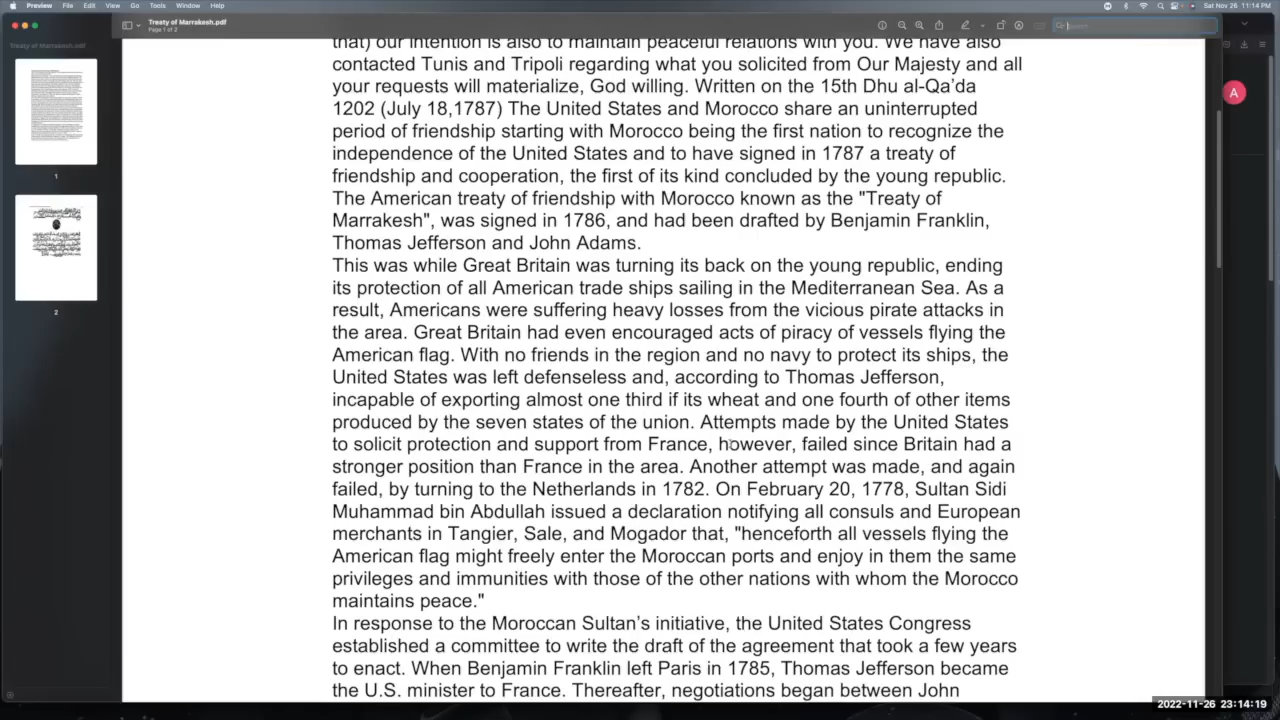 Preview File Edit View Go Tools Window Help
Sat Nov 26 11:14 PM
Treaty of Marrakesh.pdf
Page 1 of 2
Search
Treaty of Marrakesh.pdf
1
2
A
that) our intention is also to maintain peaceful relations with you. We have also
contacted Tunis and Tripoli regarding what you solicited from Our Majesty and all
your requests will materialize, God willing. Written on the 15th Dhu al-Qa'da
1202 (July 18,1787) The United States and Morocco share an uninterrupted
period of friendship starting with Morocco being the first nation to recognize the
independence of the United States and to have signed in 1787 a treaty of
friendship and cooperation, the first of its kind concluded by the young republic.
The American treaty of friendship with Morocco known as the "Treaty of
Marrakesh", was signed in 1786, and had been drafted by Benjamin Franklin,
Thomas Jefferson and John Adams.
This was while Great Britain was turning its back on the young republic, ending
its protection of all American trade ships sailing in the Mediterranean Sea. As a
result, Americans were suffering heavy losses from the vicious pirate attacks in
the area. Great Britain had even encouraged acts of piracy of vessels flying the
American flag. With no friends in the region and no navy to protect its ships, the
United States was left defenseless and, according to Thomas Jefferson,
incapable of exporting almost one third if its wheat and one fourth of other items
produced by the seven states of the union. Attempts made by the United States
to solicit protection and support from France, however, failed since Britain had a
stronger position than France in the area. Another attempt was made, and again
failed, by turning to the Netherlands in 1782. On February 20, 1778, Sultan Sidi
Muhammad bin Abdullah issued a declaration notifying all consuls and European
merchants in Tangier, Sale, and Mogador that, "henceforth all vessels flying the
American flag might freely enter the Moroccan ports and enjoy in them the same
privileges and immunities with those of the other nations with whom the Morocco
maintains peace."
In response to the Moroccan Sultan's initiative, the United States Congress
established a committee to write the draft of the agreement that took a few years
to enact. When Benjamin Franklin left Paris in 1785, Thomas Jefferson became
the U.S. minister to France. Thereafter, negotiations began between John
2022-11-26 23:14:19